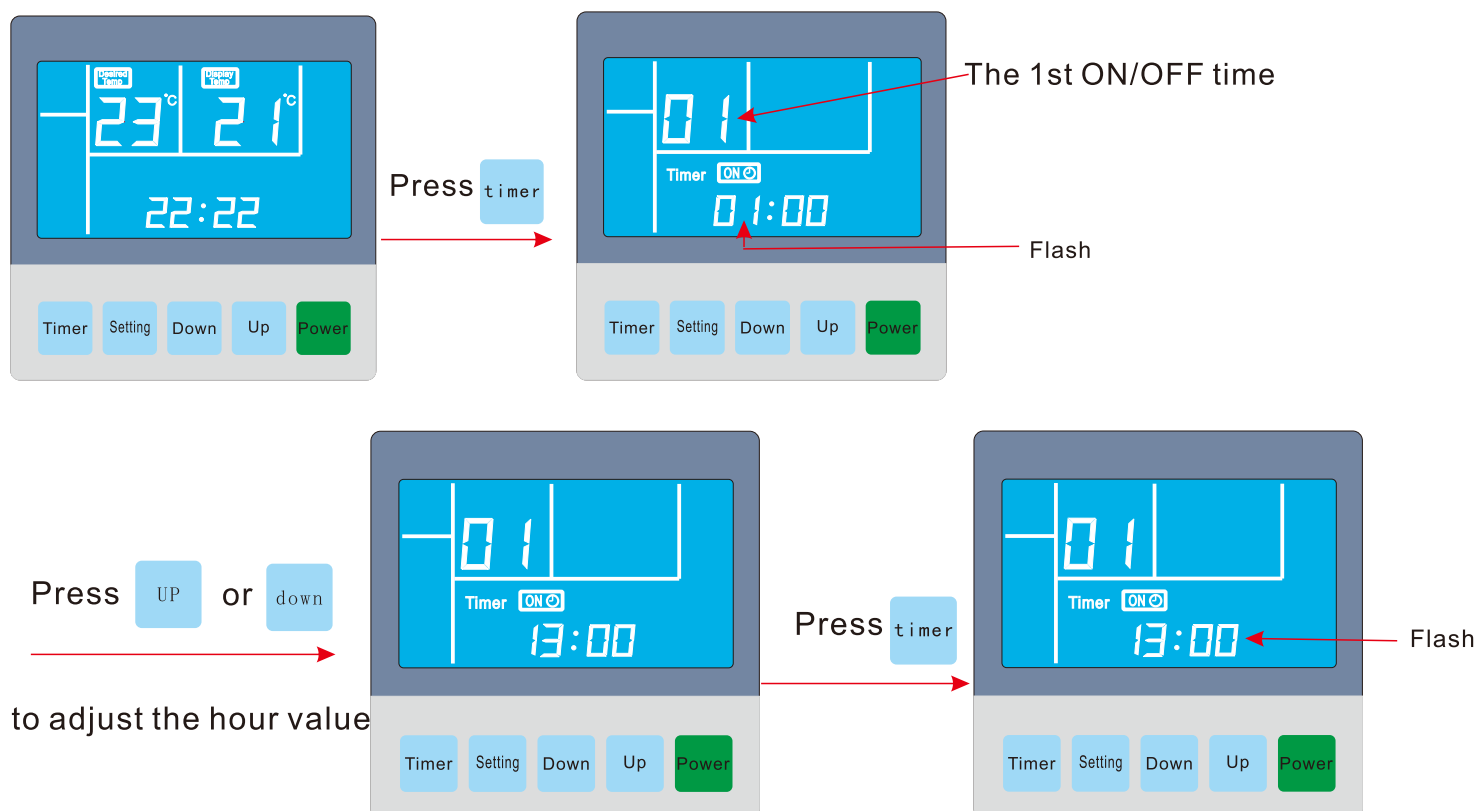 Desired Temp
Display Temp
23°C
21°C
22:22
Timer
Setting
Down
Up
Power
Press timer
01
The 1st ON/OFF time
Timer ON
01:00
Flash
Timer
Setting
Down
Up
Power
Press UP or down
to adjust the hour value
01
Timer ON
13:00
Timer
Setting
Down
Up
Power
Press timer
01
Timer ON
13:00
Flash
Timer
Setting
Down
Up
Power